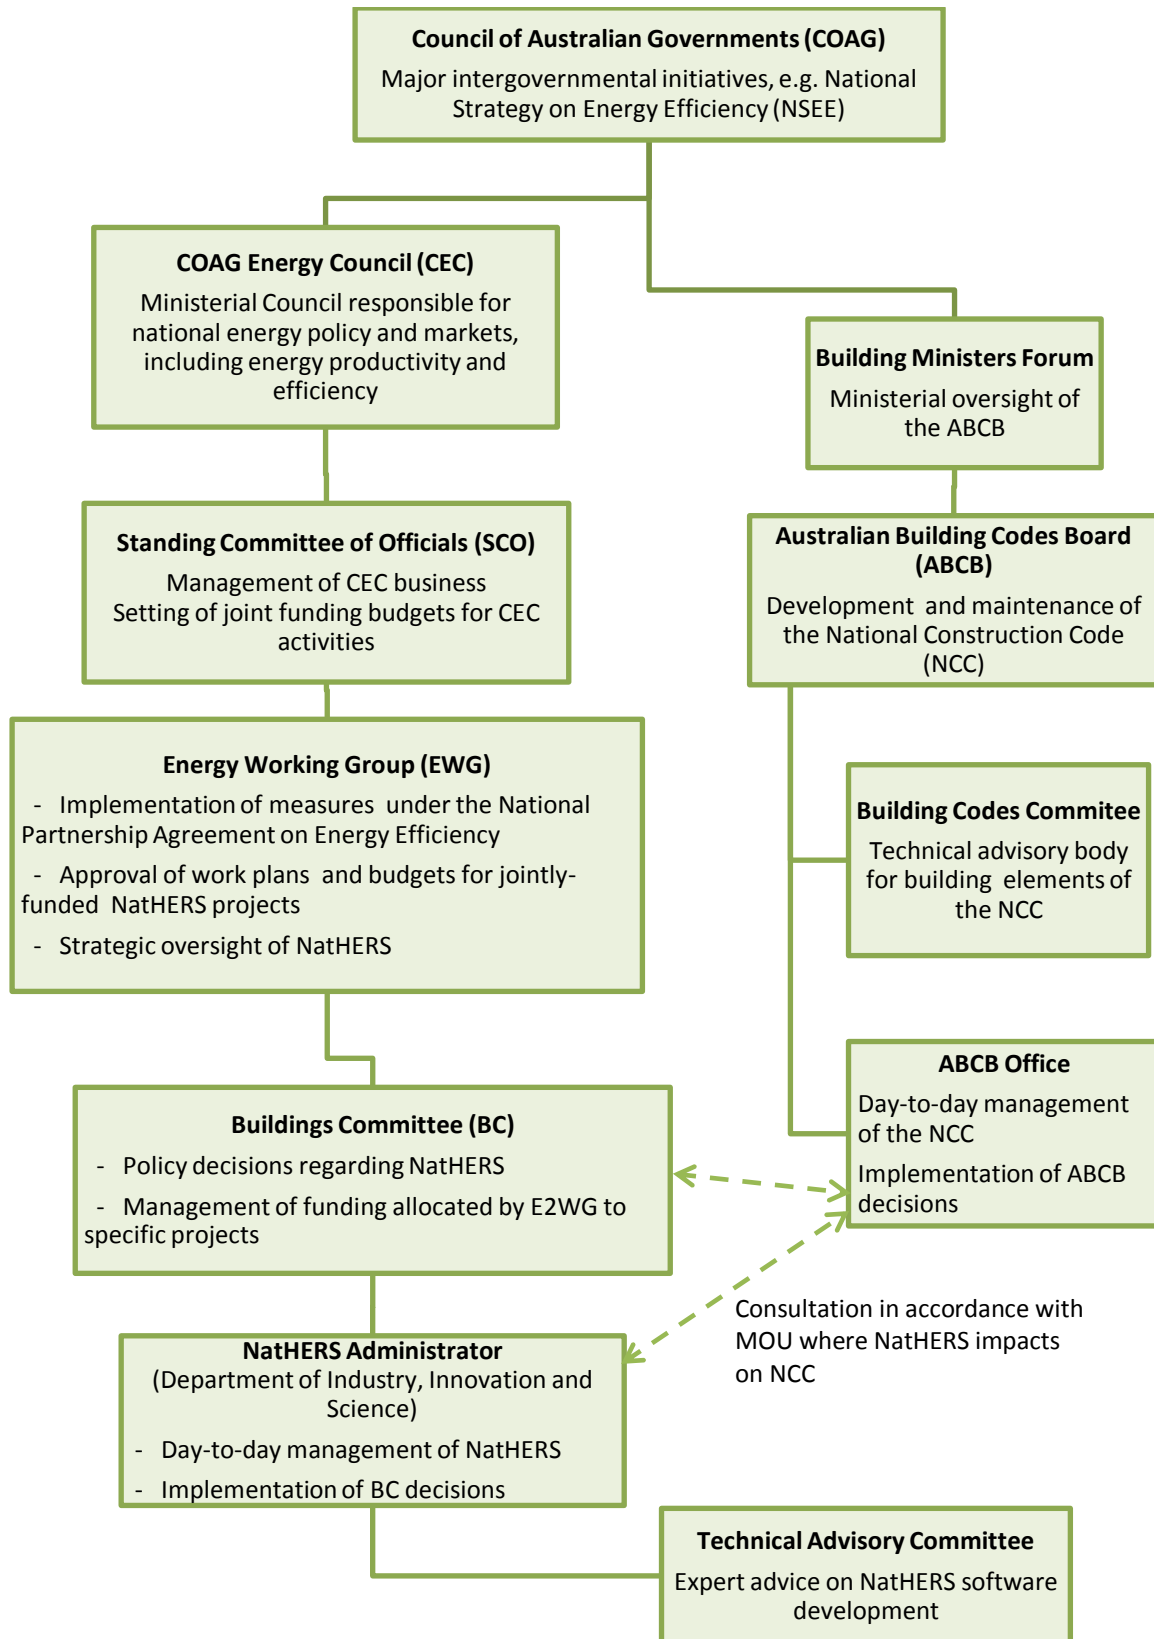 Council of Australian Governments (COAG)
Major intergovernmental initiatives, e.g. National
Strategy on Energy Efficiency (NSEE)
COAG Energy Council (CEC)
Ministerial Council responsible for
national energy policy and markets,
including energy productivity and
efficiency
Building Ministers Forum
Ministerial oversight of
the ABCB
Standing Committee of Officials (SCO)
Management of CEC business
Setting of joint funding budgets for CEC
activities
Australian Building Codes Board
(ABCB)
Development and maintenance of
the National Construction Code
(NCC)
Energy Working Group (EWG)
- Implementation of measures under the National
Partnership Agreement on Energy Efficiency
- Approval of work plans and budgets for jointly-
funded NatHERS projects
- Strategic oversight of NatHERS
Building Codes Commitee
Technical advisory body
for building elements of
the NCC
ABCB Office
Day-to-day management
of the NCC
Implementation of ABCB
decisions
Buildings Committee (BC)
- Policy decisions regarding NatHERS
- Management of funding allocated by E2WG to
specific projects
Consultation in accordance with
MOU where NatHERS impacts
on NCC
NatHERS Administrator
(Department of Industry, Innovation and
Science)
- Day-to-day management of NatHERS
- Implementation of BC decisions
Technical Advisory Committee
Expert advice on NatHERS software
development